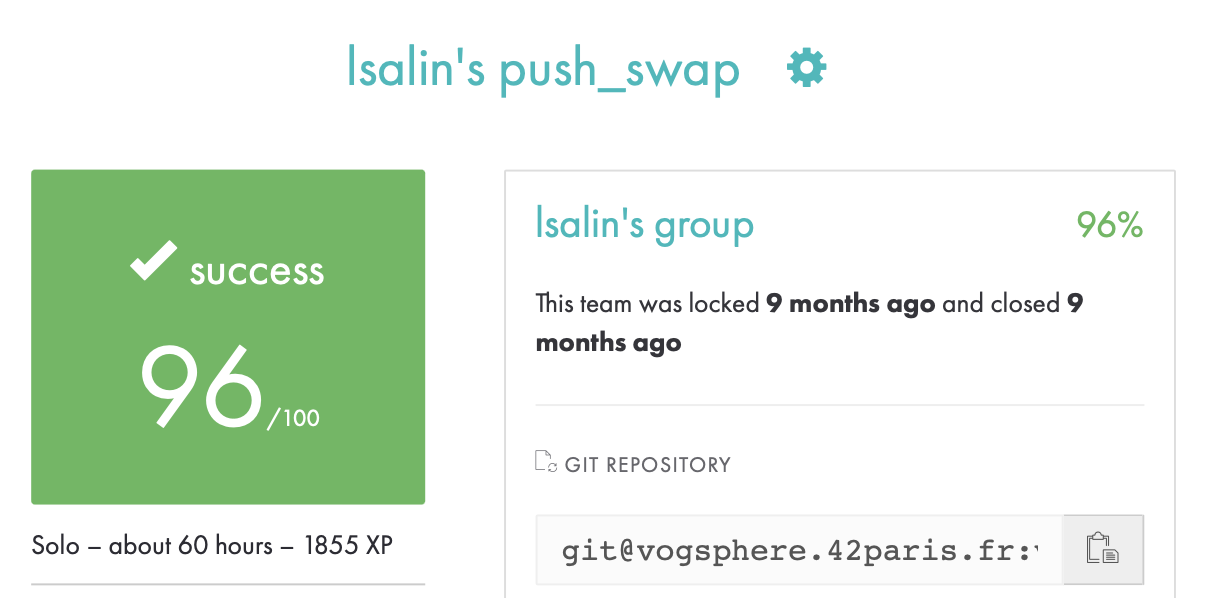 lsalin's push_swap
success
96 /100
Solo – about 60 hours – 1855 XP
lsalin's group
96%
This team was locked 9 months ago and closed 9
months ago
GIT REPOSITORY
git@vogsphere.42paris.fr: